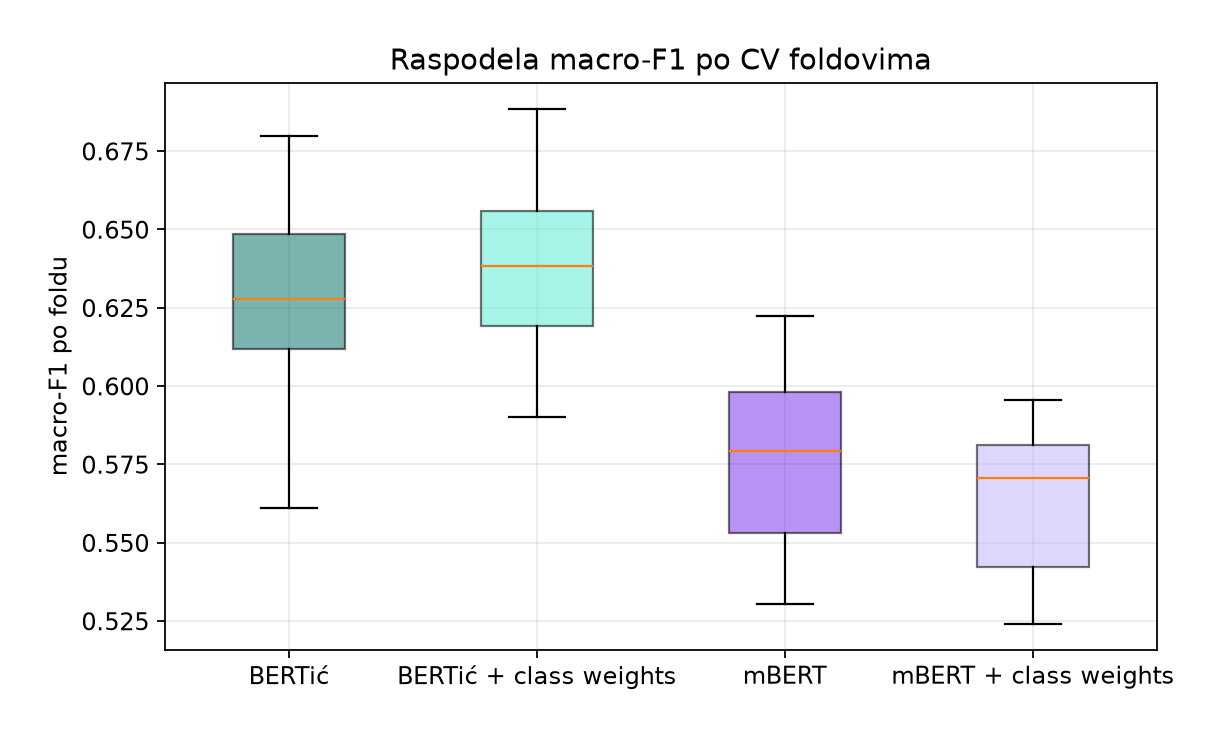 Raspodela macro-F1 po CV foldovima
macro-F1 po foldu
0.675
0.650
0.625
0.600
0.575
0.550
0.525
BERTić
BERTić + class weights
mBERT
mBERT + class weights